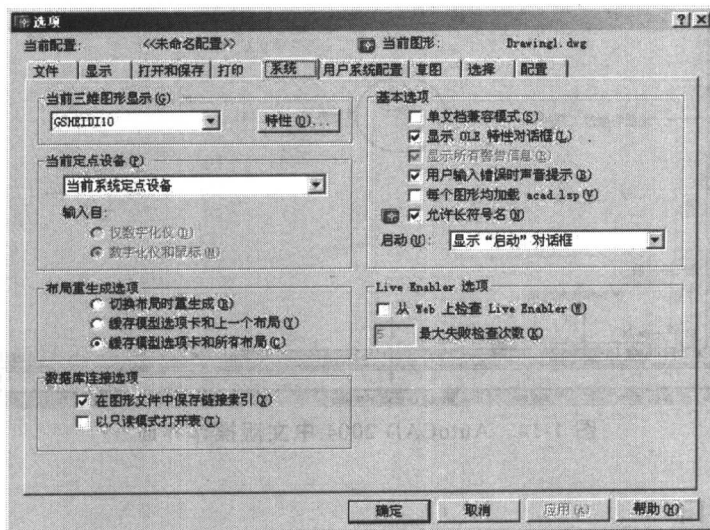 选项
当前配置: <<未命名配置>> 当前图形: Drawing1.dwg
文件 显示 打开和保存 打印 系统 用户系统配置 草图 选择 配置
当前三维图形显示(G)
GSHEIDI10 特性(O)...
当前定点设备(P)
当前系统定点设备
输入自:
仅数字化仪(D)
数字化仪和鼠标(M)
布局重生成选项
切换布局时重生成(R)
缓存模型选项卡和上一个布局(Y)
缓存模型选项卡和所有布局(C)
数据库连接选项
在图形文件中保存链接索引(X)
以只读模式打开表(T)
基本选项
单文档兼容模式(S)
显示 OLE 特性对话框(L)
显示所有警告信息(R)
用户输入错误时声音提示(B)
每个图形均加载 acad.lsp(V)
允许长符号名(N)
启动(U): 显示“启动”对话框
Live Enabler 选项
从 Web 上检查 Live Enabler(W)
5 最大失败检查次数(K)
确定 取消 应用(A) 帮助(H)